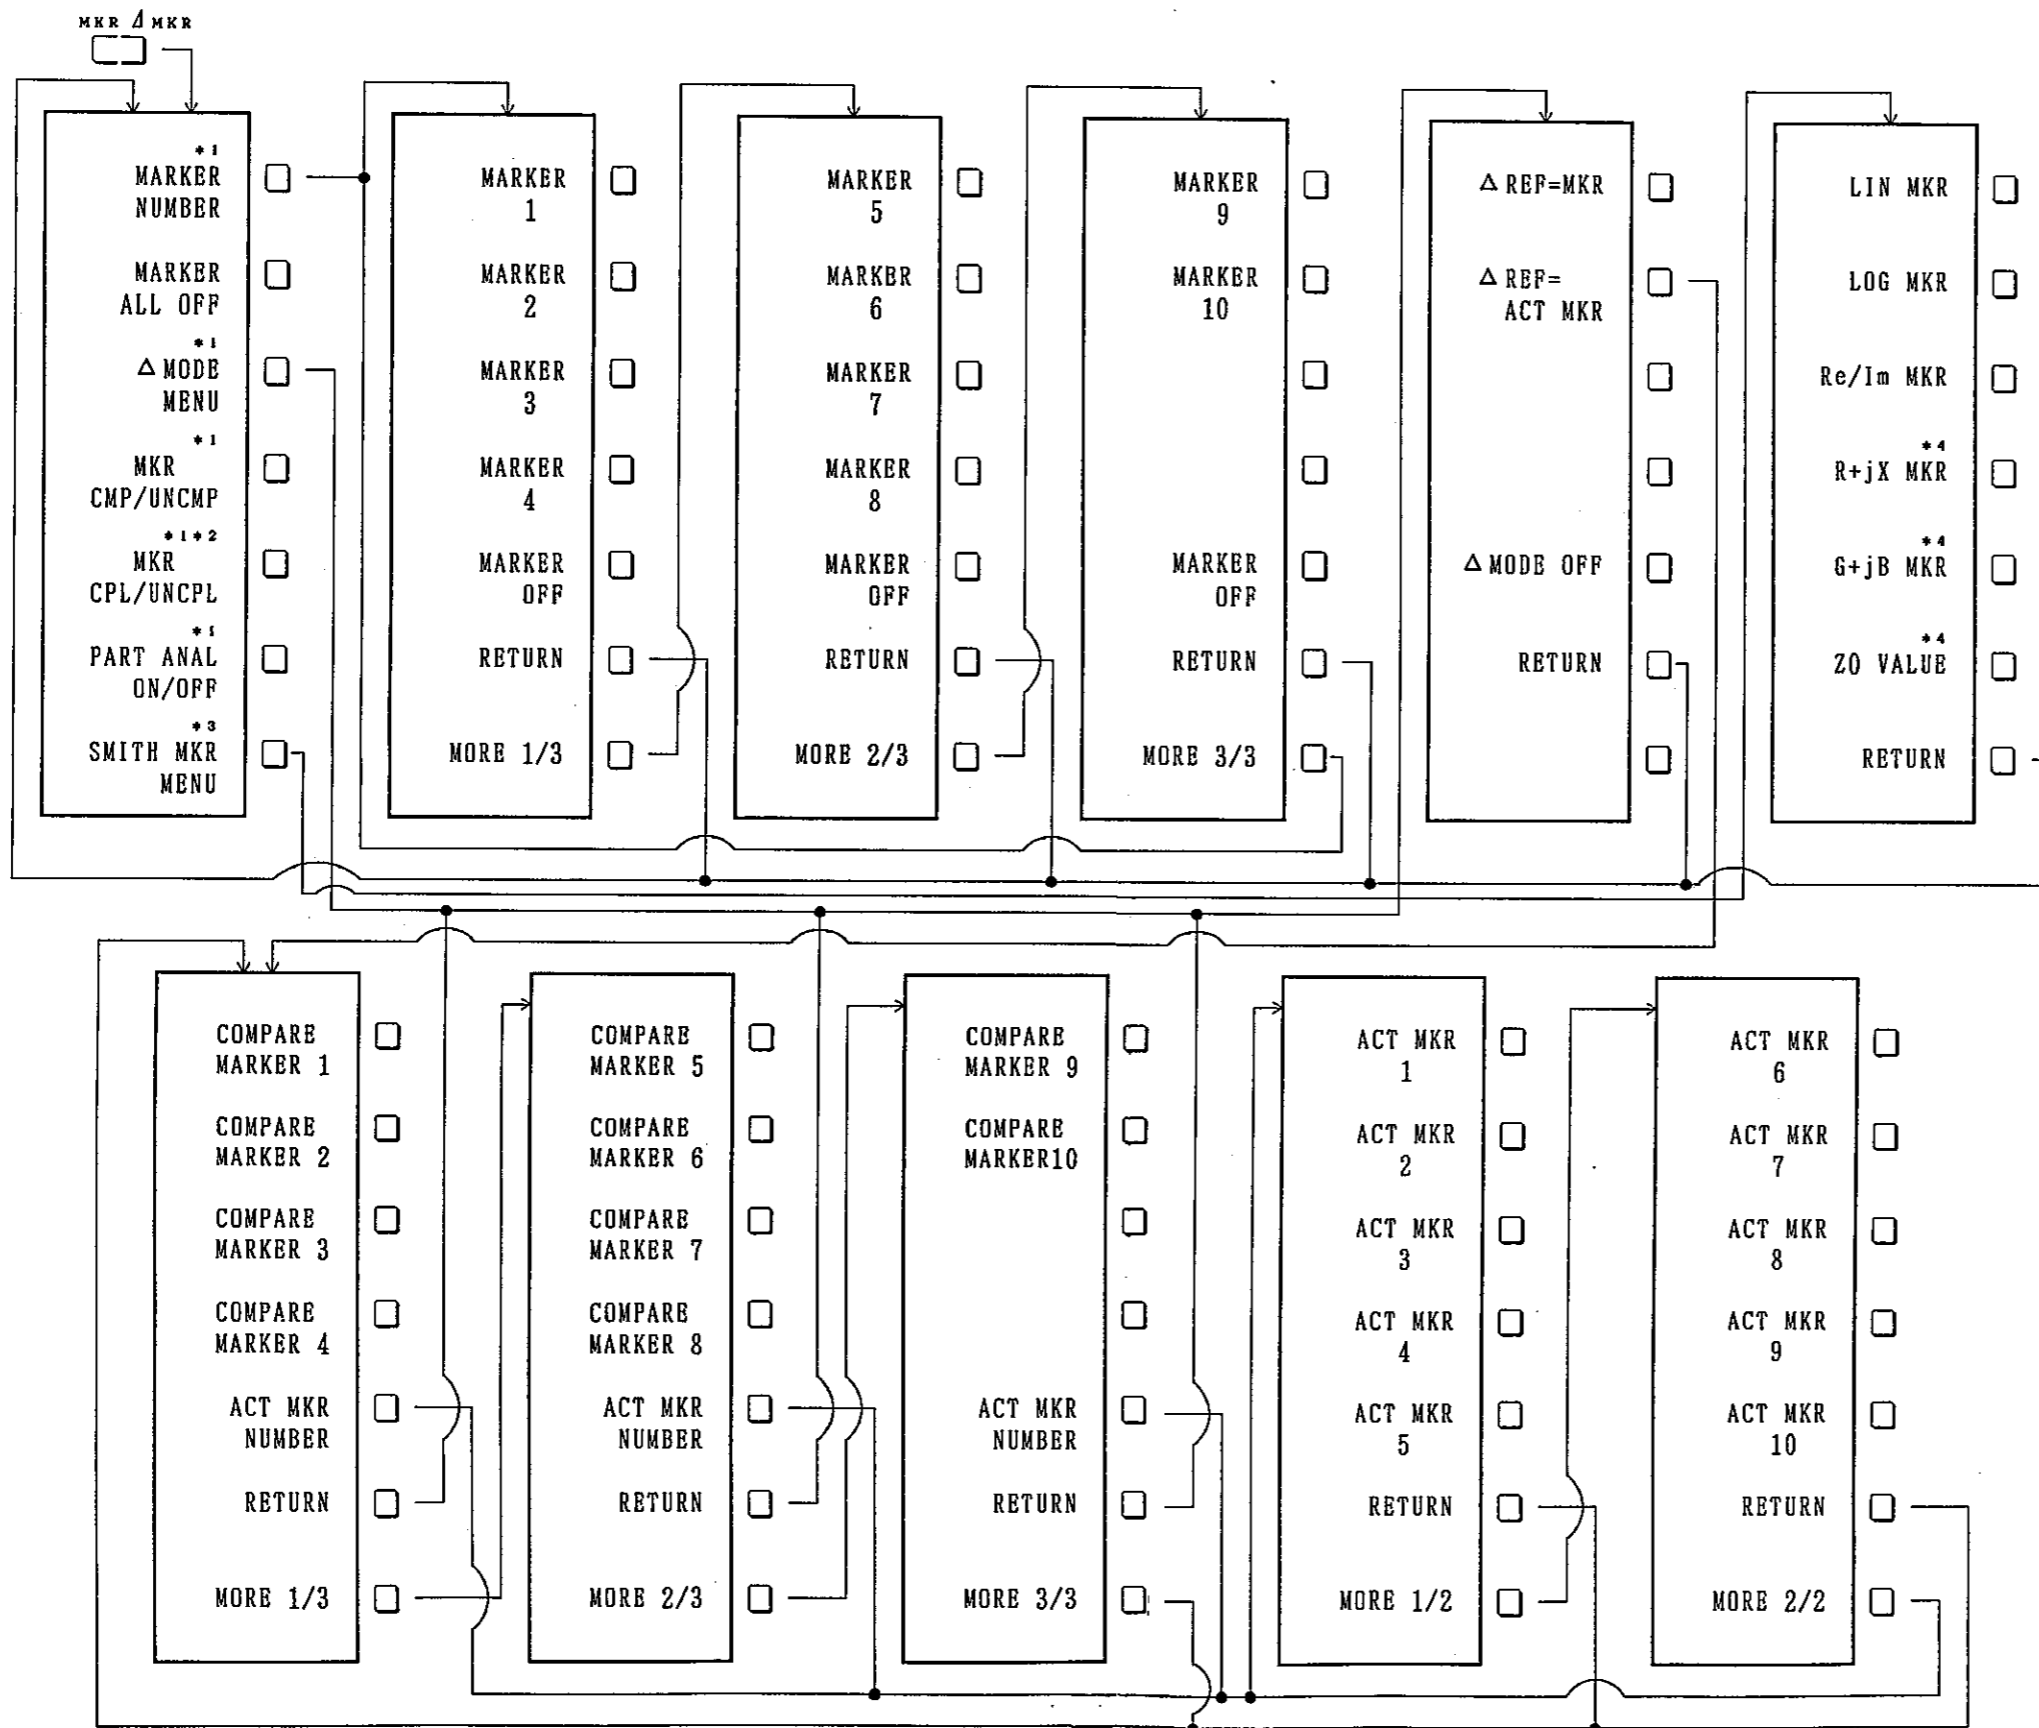 MKR Δ MKR
*1
MARKER
NUMBER
MARKER
ALL OFF
*1
Δ MODE
MENU
*1
MKR
CMP/UNCMP
*1*2
MKR
CPL/UNCPL
*1
PART ANAL
ON/OFF
*3
SMITH MKR
MENU
MARKER
1
MARKER
2
MARKER
3
MARKER
4
MARKER
OFF
RETURN
MORE 1/3
MARKER
5
MARKER
6
MARKER
7
MARKER
8
MARKER
OFF
RETURN
MORE 2/3
MARKER
9
MARKER
10
MARKER
OFF
RETURN
MORE 3/3
Δ REF=MKR
Δ REF=
ACT MKR
Δ MODE OFF
RETURN
LIN MKR
LOG MKR
Re/Im MKR
*4
R+jX MKR
*4
G+jB MKR
*4
Z0 VALUE
RETURN
COMPARE
MARKER 1
COMPARE
MARKER 2
COMPARE
MARKER 3
COMPARE
MARKER 4
ACT MKR
NUMBER
RETURN
MORE 1/3
COMPARE
MARKER 5
COMPARE
MARKER 6
COMPARE
MARKER 7
COMPARE
MARKER 8
ACT MKR
NUMBER
RETURN
MORE 2/3
COMPARE
MARKER 9
COMPARE
MARKER10
ACT MKR
NUMBER
RETURN
MORE 3/3
ACT MKR
1
ACT MKR
2
ACT MKR
3
ACT MKR
4
ACT MKR
5
RETURN
MORE 1/2
ACT MKR
6
ACT MKR
7
ACT MKR
8
ACT MKR
9
ACT MKR
10
RETURN
MORE 2/2